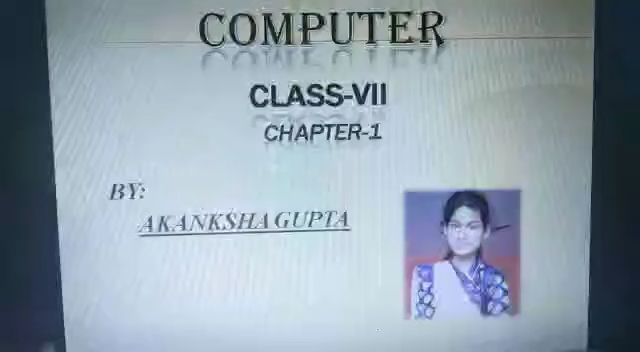 COMPUTER
CLASS-VII
CHAPTER-1
BY:
AKANKSHA GUPTA